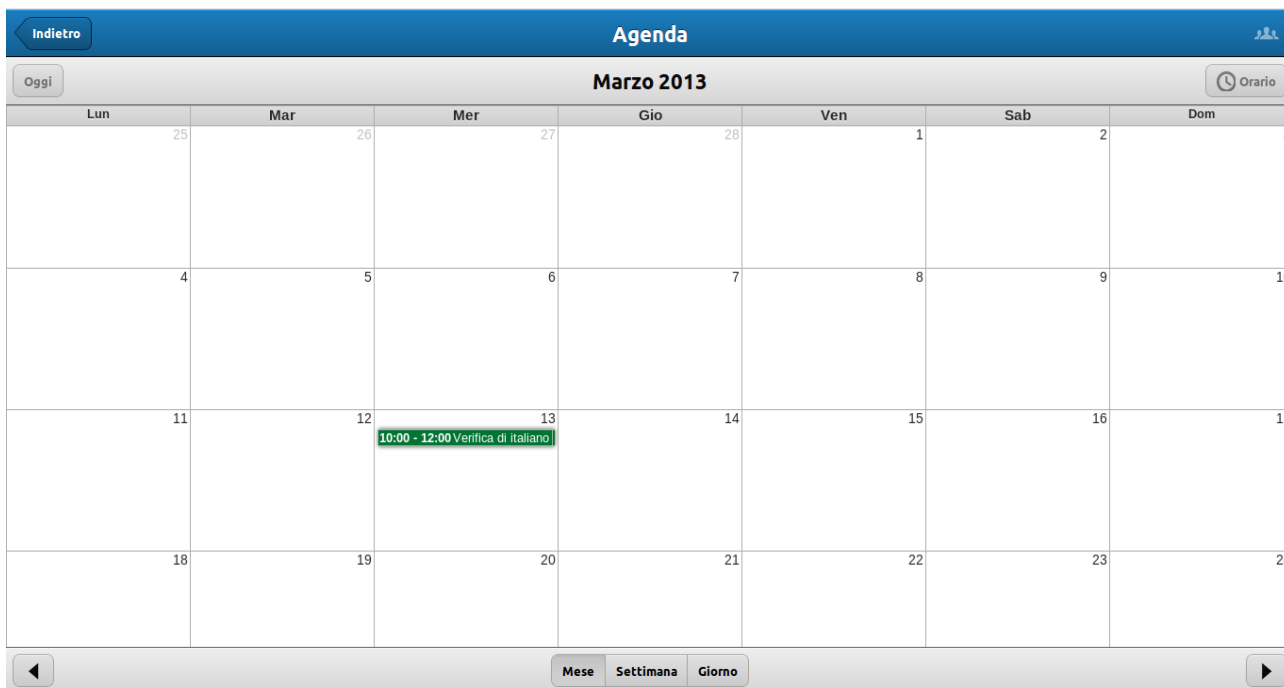 Indietro Agenda
Oggi Marzo 2013 Orario
Lun Mar Mer Gio Ven Sab Dom
25 26 27 28 1 2
4 5 6 7 8 9
11 12 13 14 15 16
10:00 - 12:00 Verifica di italiano
18 19 20 21 22 23
Mese Settimana Giorno